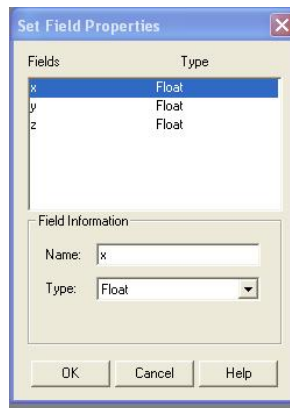 Set Field Properties
Fields Type
x Float
y Float
z Float
Field Information
Name: x
Type: Float
OK Cancel Help